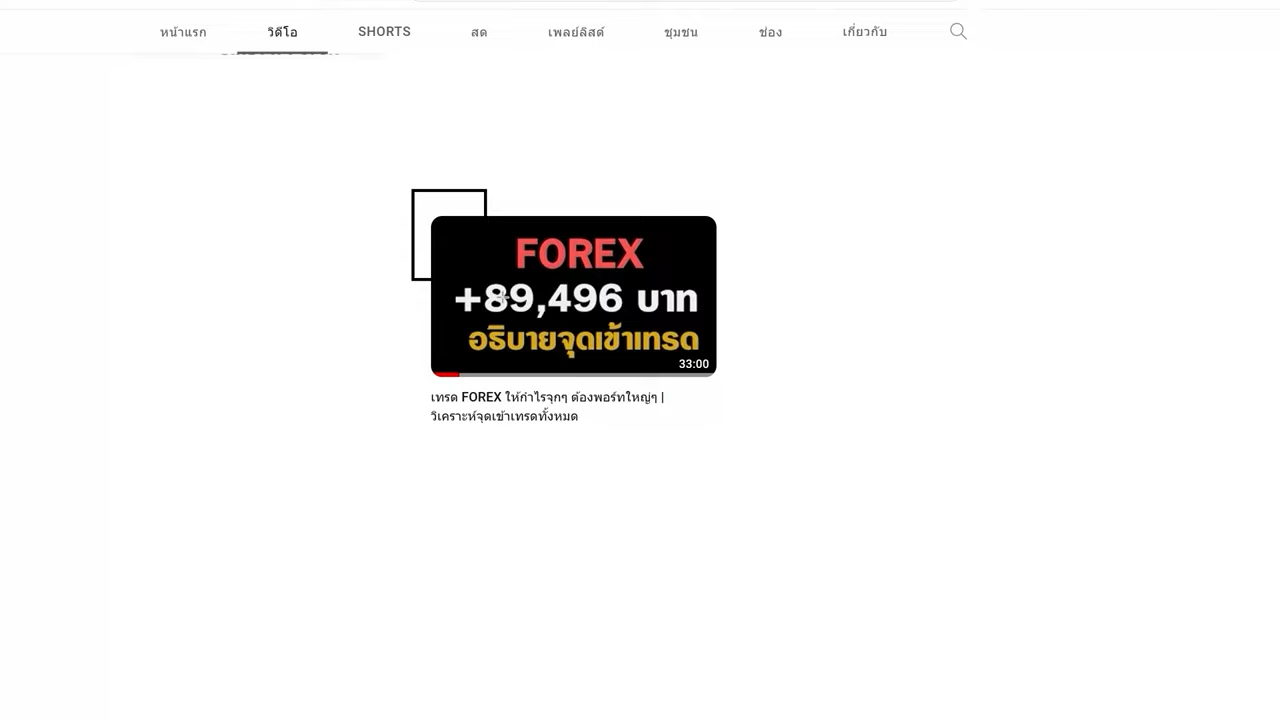 หน้าแรก วิดีโอ SHORTS สด เพลย์ลิสต์ ชุมชน ช่อง เกี่ยวกับ
FOREX
+89,496 บาท
อธิบายจุดเข้าเทรด
33:00
เทรด FOREX ให้กำไรจุกๆ ต้องพอร์ทใหญ่ๆ |
วิเคราะห์จุดเข้าเทรดทั้งหมด